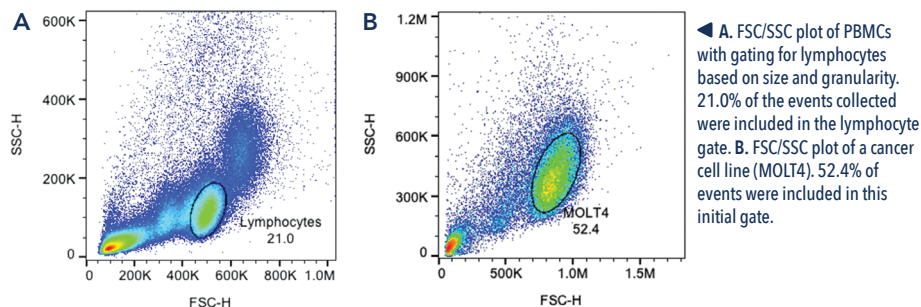 A
600K
400K
200K
0
SSC-H
Lymphocytes
21.0
0
200K
400K
600K
800K
1.0M
FSC-H
B
1.2M
900K
600K
300K
0
SSC-H
MOLT4
52.4
0
500K
1.0M
1.5M
FSC-H
◀ A. FSC/SSC plot of PBMCs
with gating for lymphocytes
based on size and granularity.
21.0% of the events collected
were included in the lymphocyte
gate. B. FSC/SSC plot of a cancer
cell line (MOLT4). 52.4% of
events were included in this
initial gate.